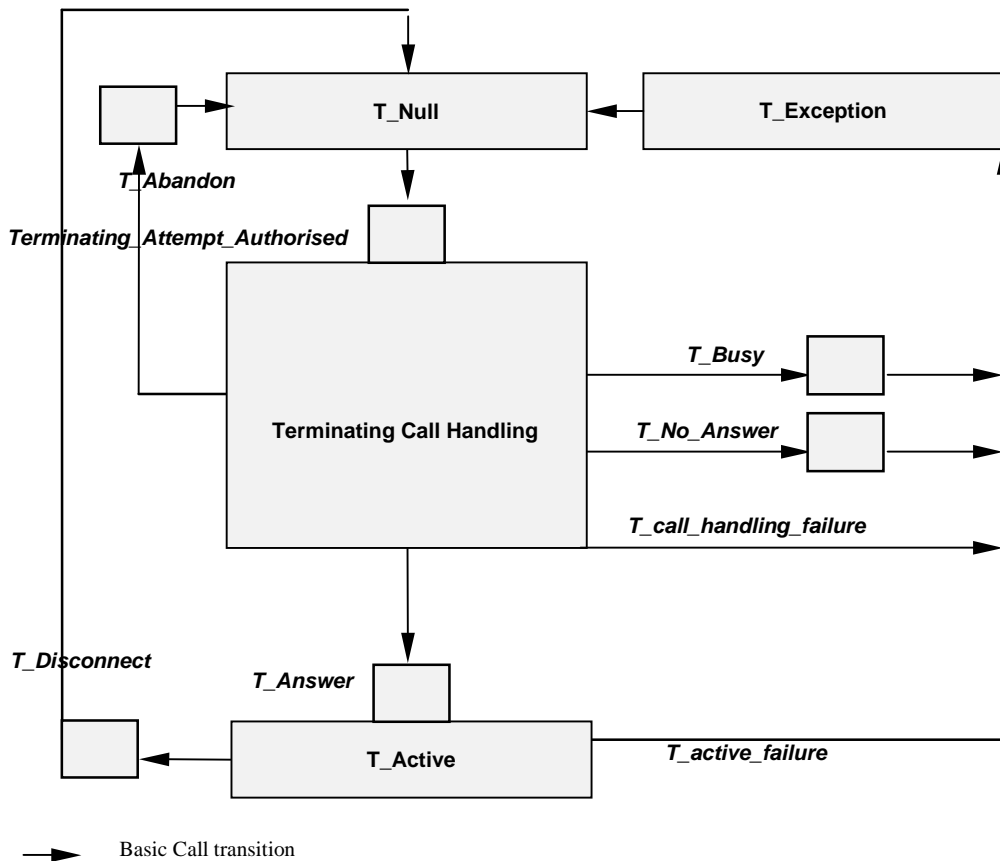 T_Null
T_Exception
T_Abandon
Terminating_Attempt_Authorised
T_Busy
Terminating Call Handling
T_No_Answer
T_call_handling_failure
T_Disconnect
T_Answer
T_Active
T_active_failure
Basic Call transition